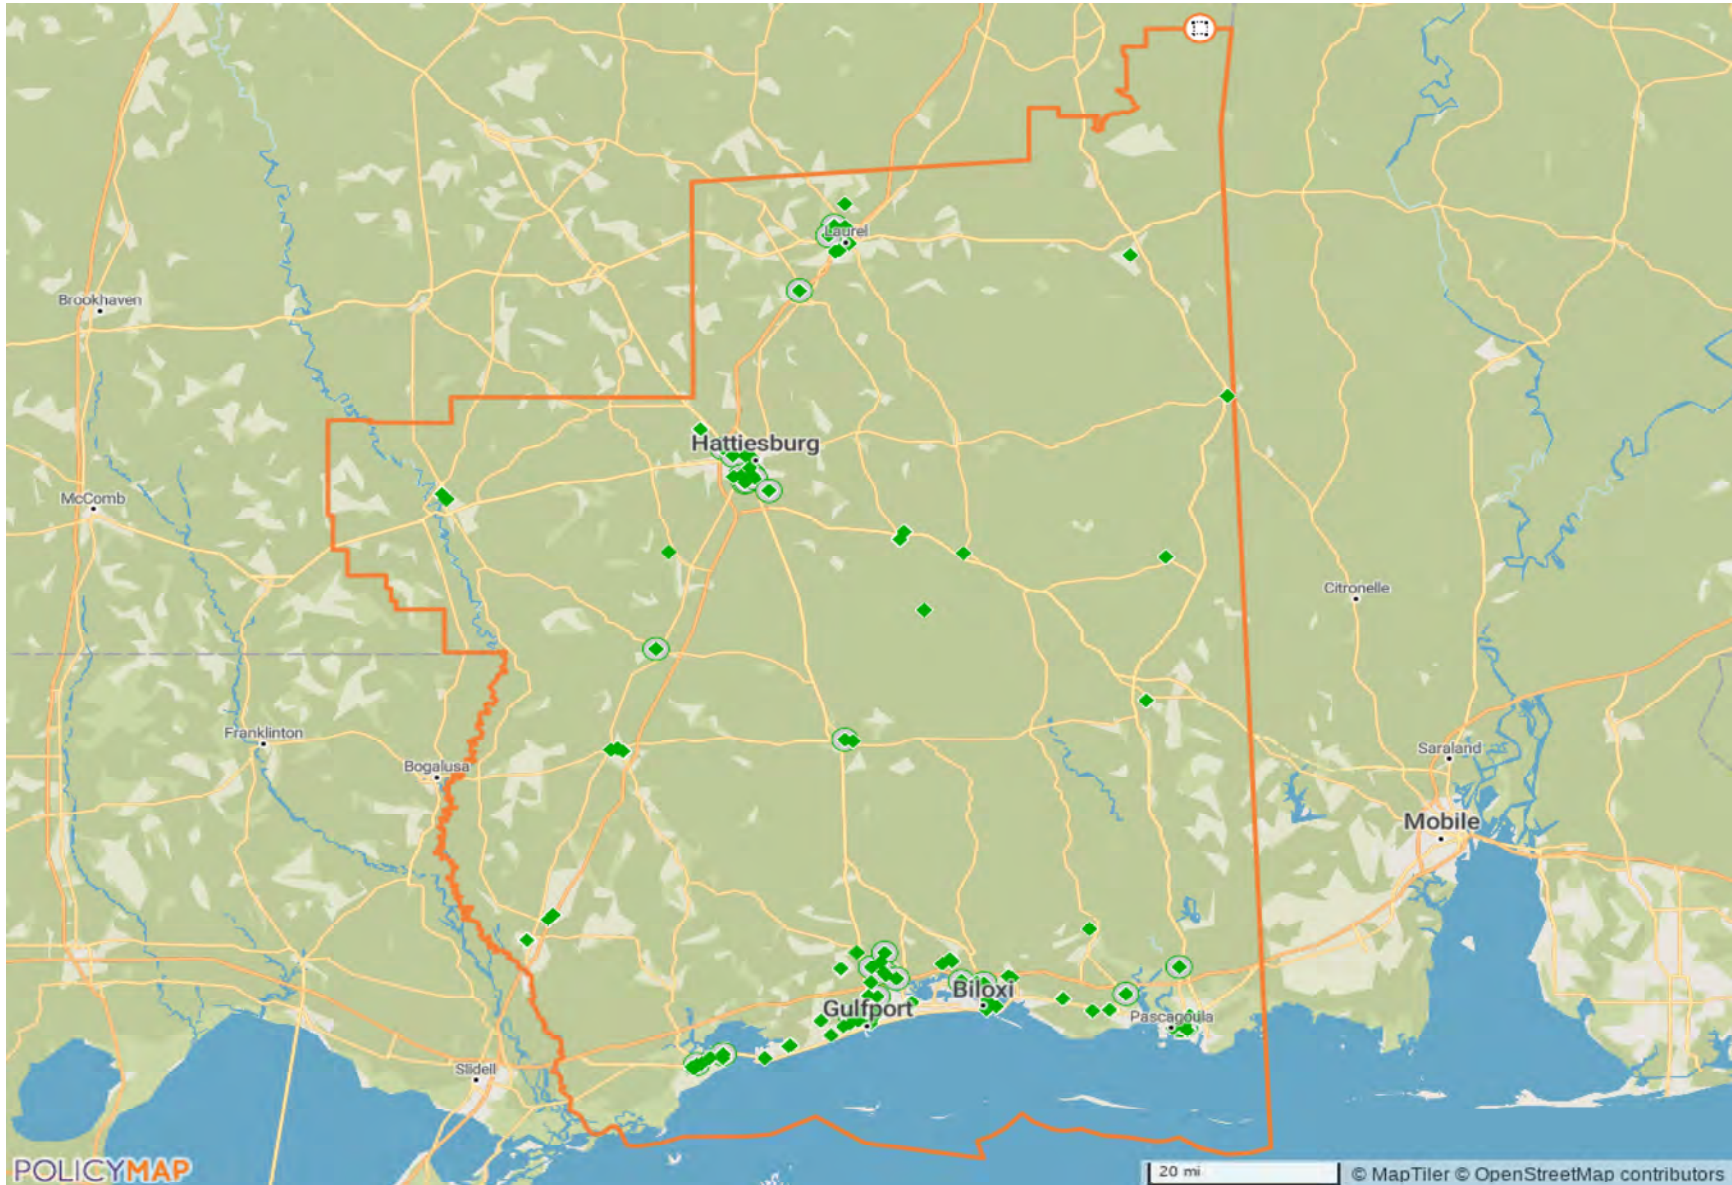 Laurel
Brookhaven
Hattiesburg
McComb
Citronelle
Franklinton
Saraland
Bogalusa
Mobile
Biloxi
Gulfport
Pascagoula
Slidell
POLICYMAP
20 mi
© MapTiler © OpenStreetMap contributors